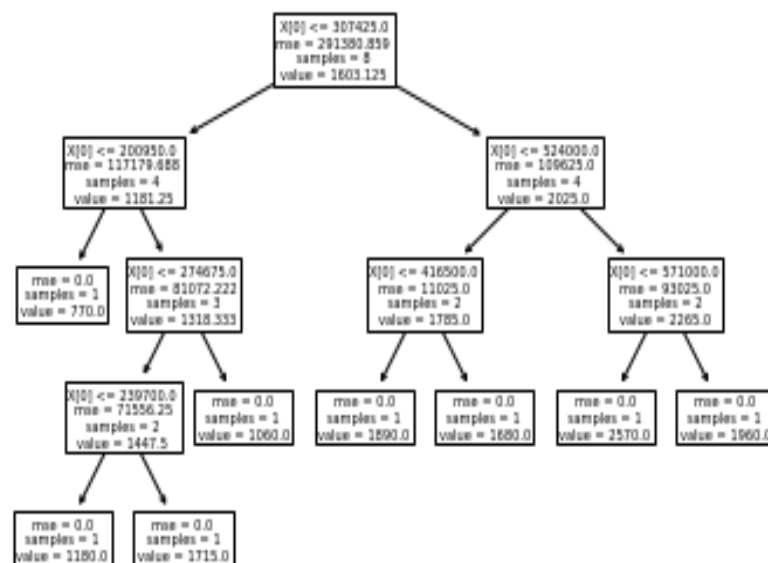 X[0] <= 307425.0
mse = 291380.859
samples = 8
value = 1603.125
X[0] <= 200950.0
mse = 117179.688
samples = 4
value = 1181.25
X[0] <= 524000.0
mse = 109625.0
samples = 4
value = 2025.0
mse = 0.0
samples = 1
value = 770.0
X[0] <= 274675.0
mse = 81072.222
samples = 3
value = 1318.333
X[0] <= 416500.0
mse = 11025.0
samples = 2
value = 1785.0
X[0] <= 571000.0
mse = 93025.0
samples = 2
value = 2265.0
X[0] <= 239700.0
mse = 71556.25
samples = 2
value = 1447.5
mse = 0.0
samples = 1
value = 1060.0
mse = 0.0
samples = 1
value = 1890.0
mse = 0.0
samples = 1
value = 1680.0
mse = 0.0
samples = 1
value = 2570.0
mse = 0.0
samples = 1
value = 1960.0
mse = 0.0
samples = 1
value = 1180.0
mse = 0.0
samples = 1
value = 1715.0